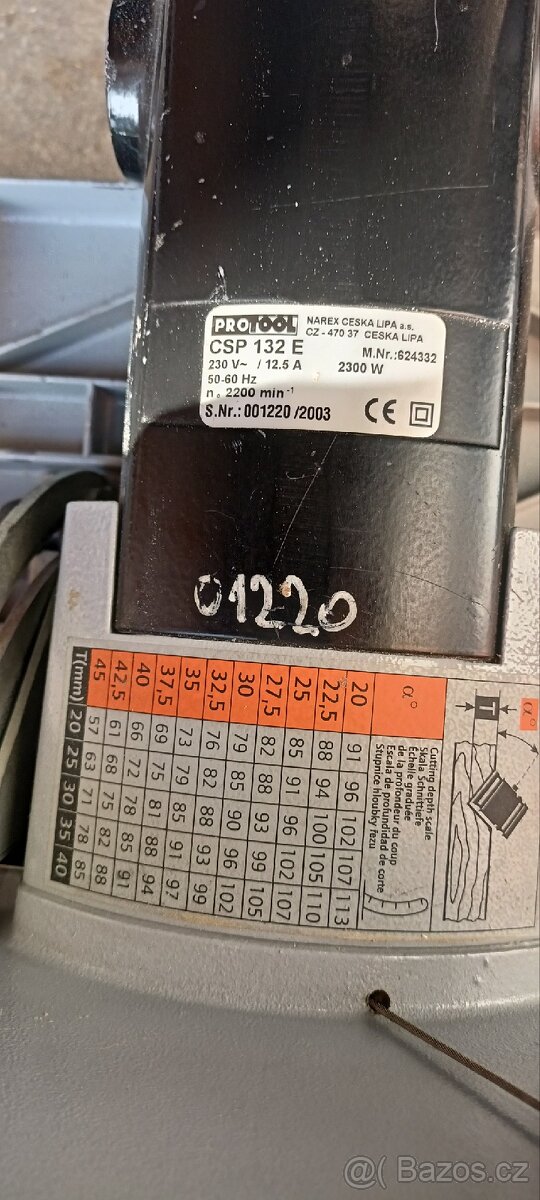 PROTOOL
NAREX CESKA LIPA a.s.
CZ - 470 37 CESKA LIPA
CSP 132 E
M.Nr.:624332
230 V~ / 12.5 A 2300 W
50-60 Hz
n₀ 2200 min⁻¹
S.Nr.: 001220 /2003
CE
01220
α°
T
α°
Cutting depth scale
Skala Schnittiefe
Échelle graduée
de la profondeur du coup
Escala de profundidad de corte
Stupnice hloubky řezu
20 91 96 102 107 113
22,5 88 94 100 105 110
25 85 91 96 102 107
27,5 82 88 93 99 105
30 79 85 90 96 102
32,5 76 82 88 93 99
35 73 79 85 91 97
37,5 69 75 81 88 94
40 66 72 78 85 91
42,5 61 68 75 82 88
45 57 63 71 78 85
T(mm) 20 25 30 35 40
@ Bazos.cz